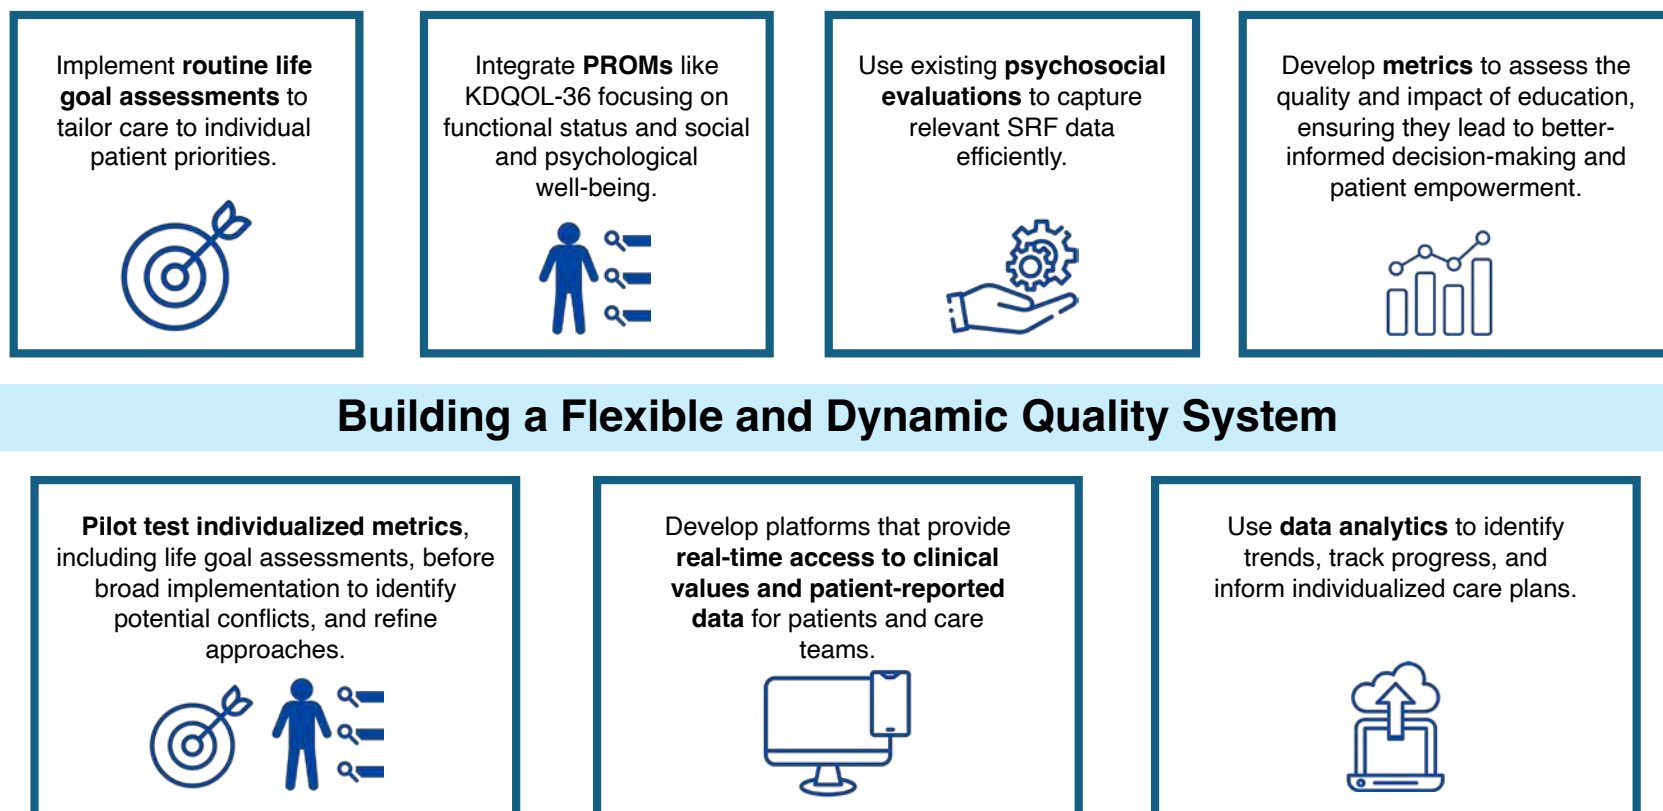 Implement routine life
goal assessments to
tailor care to individual
patient priorities.
Integrate PROMs like
KDQOL-36 focusing on
functional status and social
and psychological
well-being.
Use existing psychosocial
evaluations to capture
relevant SRF data
efficiently.
Develop metrics to assess the
quality and impact of education,
ensuring they lead to better-
informed decision-making and
patient empowerment.
Building a Flexible and Dynamic Quality System
Pilot test individualized metrics,
including life goal assessments, before
broad implementation to identify
potential conflicts, and refine
approaches.
Develop platforms that provide
real-time access to clinical
values and patient-reported
data for patients and care
teams.
Use data analytics to identify
trends, track progress, and
inform individualized care plans.